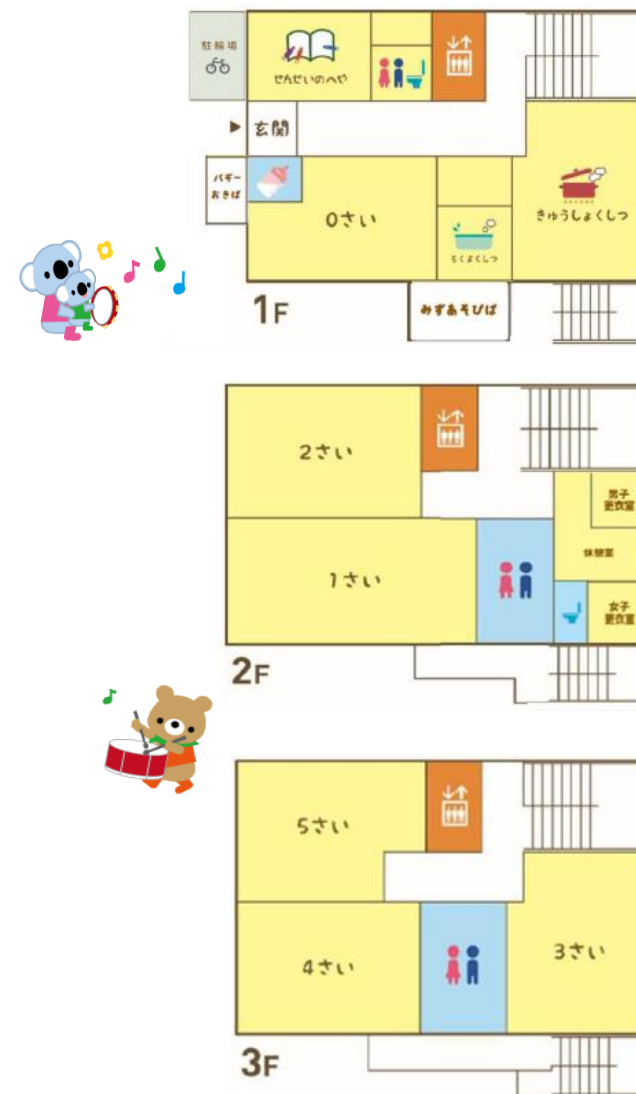 駐輪場
せんせいのへや
玄関
バギー
おきば
0さい
もくよくしつ
きゅうしょくしつ
みずあそびば
1F
2さい
1さい
男子
更衣室
休憩室
女子
更衣室
2F
5さい
4さい
3さい
3F